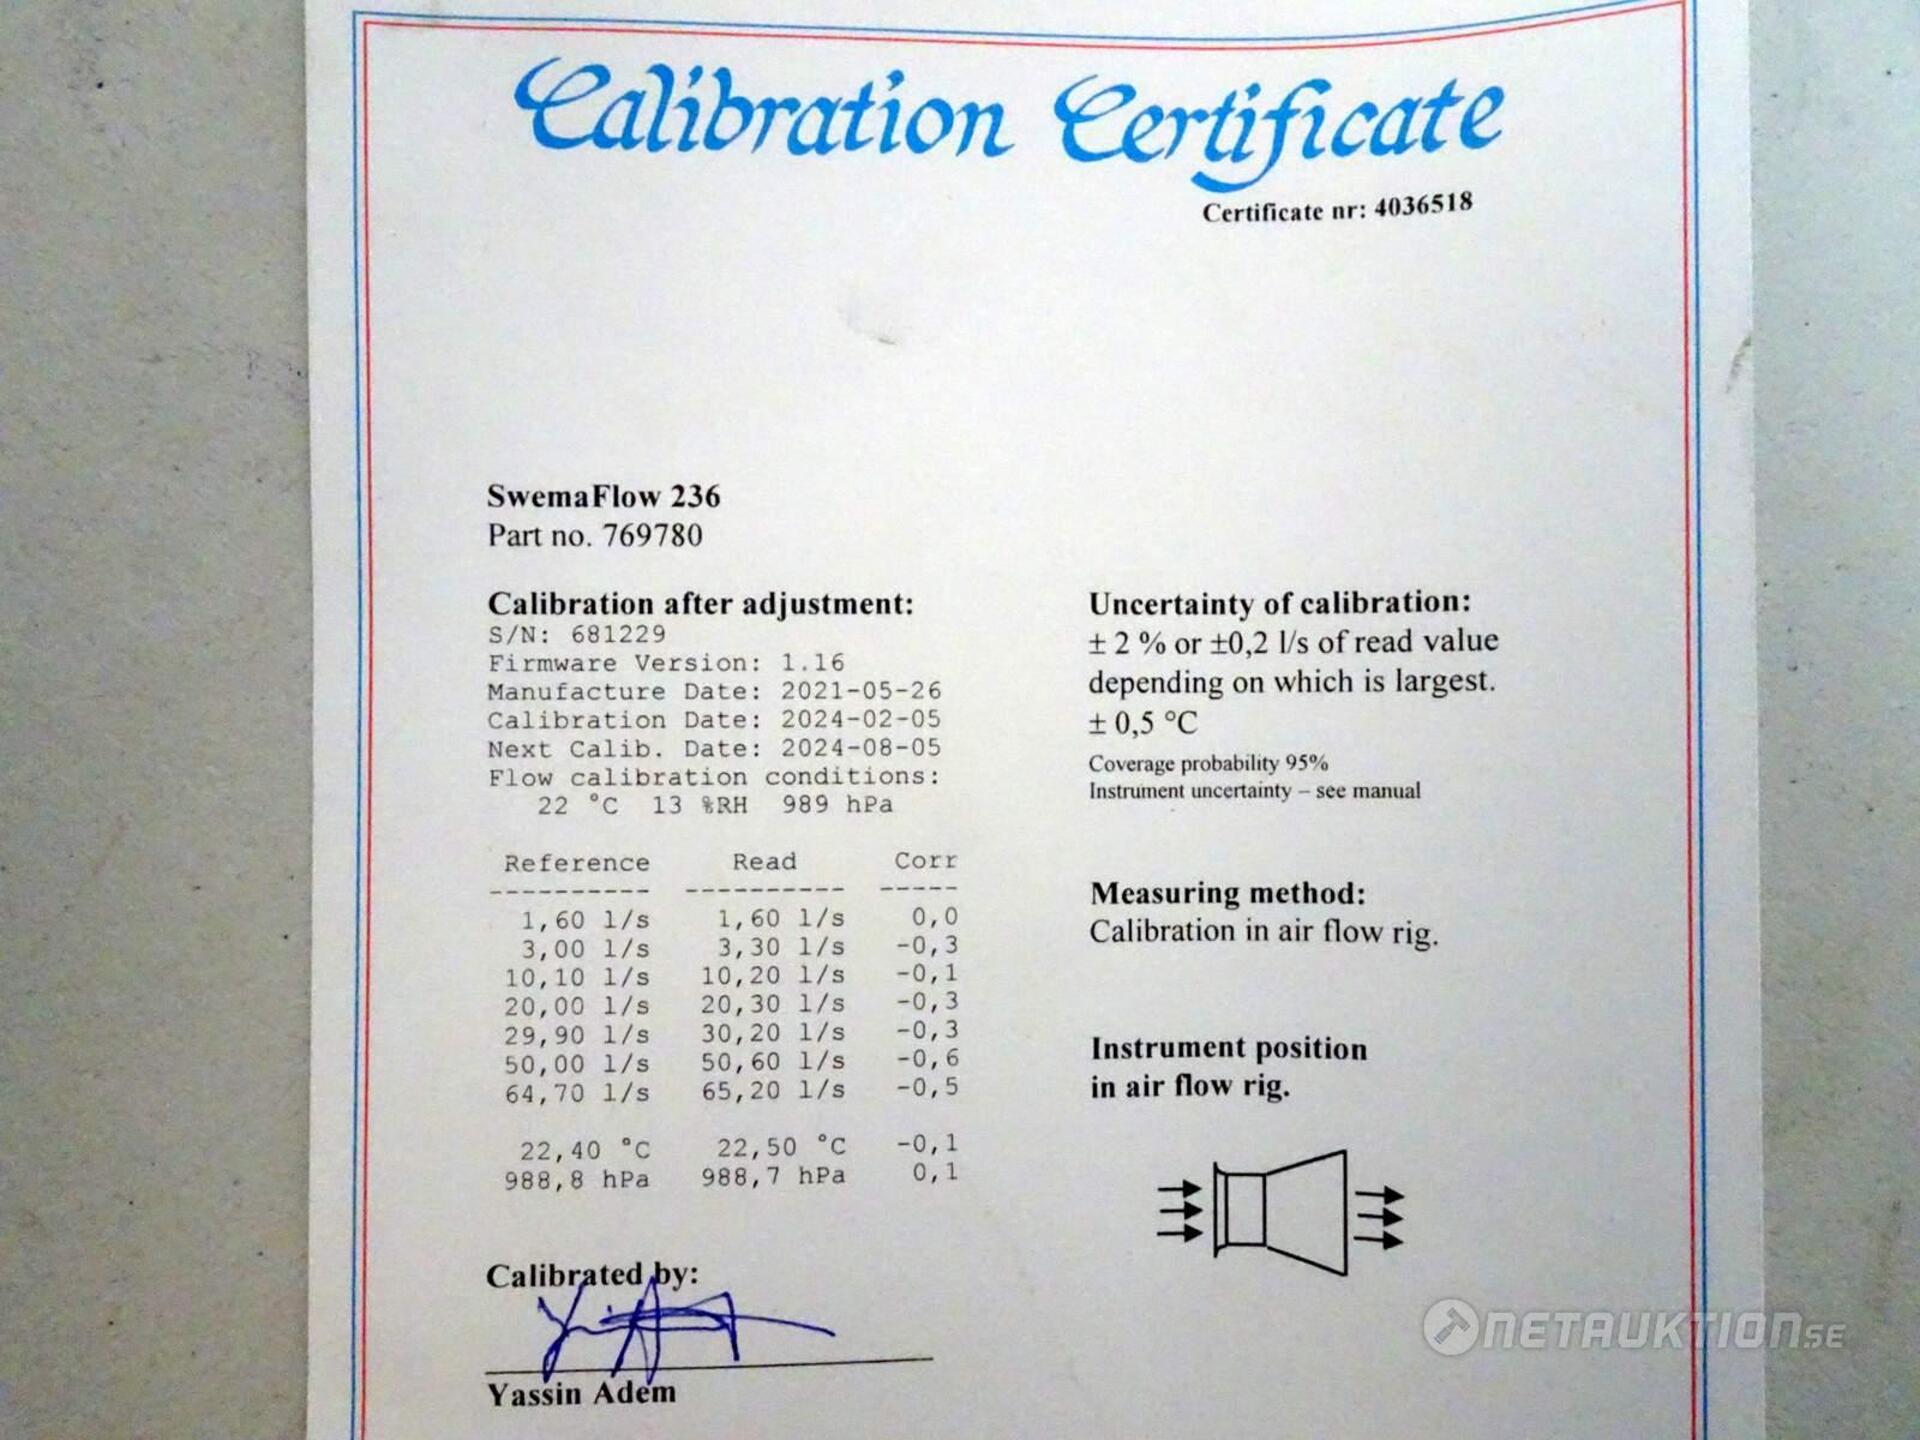 Calibration Certificate
Certificate nr: 4036518
SwemaFlow 236
Part no. 769780
Calibration after adjustment:
S/N: 681229
Firmware Version: 1.16
Manufacture Date: 2021-05-26
Calibration Date: 2024-02-05
Next Calib. Date: 2024-08-05
Flow calibration conditions:
22 °C 13 %RH 989 hPa
Reference Read Corr
---------- ---------- -----
1,60 l/s 1,60 l/s 0,0
3,00 l/s 3,30 l/s -0,3
10,10 l/s 10,20 l/s -0,1
20,00 l/s 20,30 l/s -0,3
29,90 l/s 30,20 l/s -0,3
50,00 l/s 50,60 l/s -0,6
64,70 l/s 65,20 l/s -0,5
22,40 °C 22,50 °C -0,1
988,8 hPa 988,7 hPa 0,1
Calibrated by:
Yassin Adem
Uncertainty of calibration:
± 2 % or ±0,2 l/s of read value
depending on which is largest.
± 0,5 °C
Coverage probability 95%
Instrument uncertainty – see manual
Measuring method:
Calibration in air flow rig.
Instrument position
in air flow rig.
NETAUKTION.SE